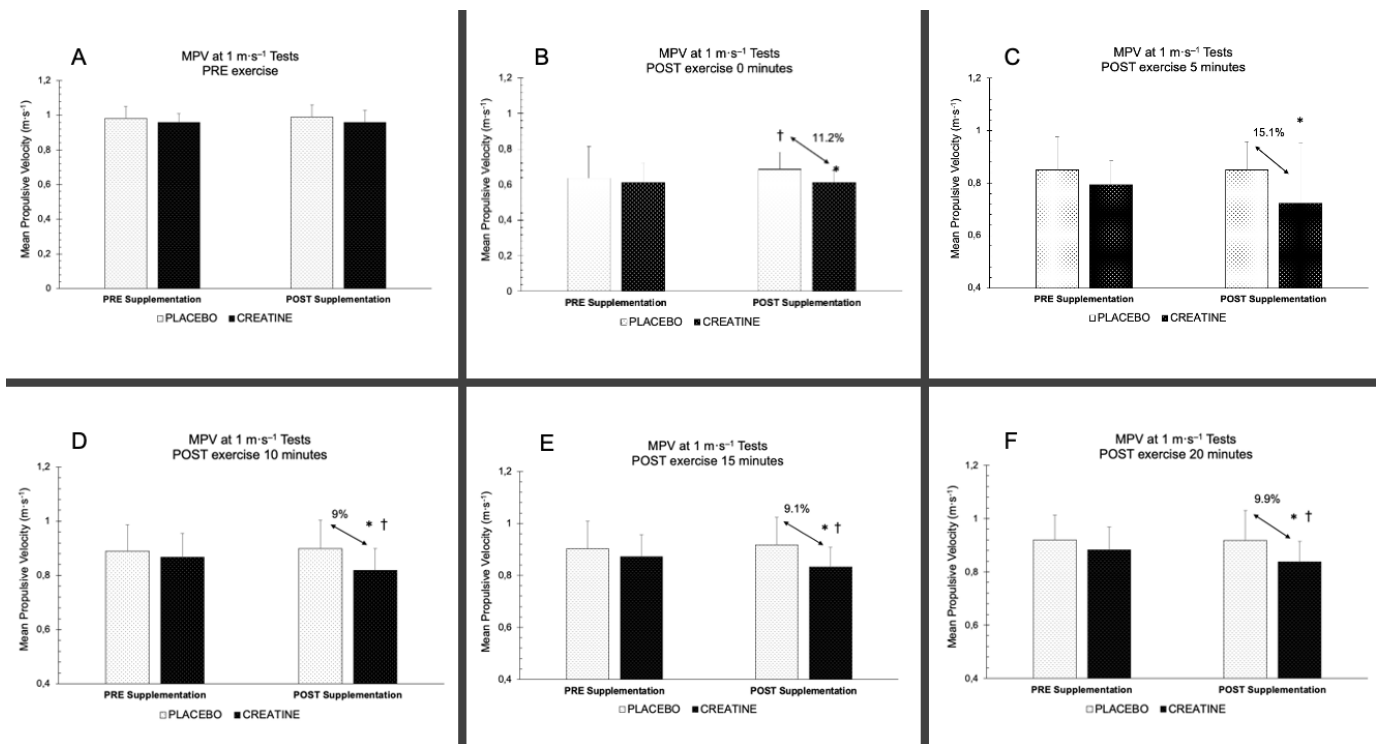 A
MPV at 1 m·s⁻¹ Tests
PRE exercise
Mean Propulsive Velocity (m·s⁻¹)
1,2
1
0,8
0,6
0,4
0,2
0
PRE Supplementation
POST Supplementation
PLACEBO
CREATINE
B
MPV at 1 m·s⁻¹ Tests
POST exercise 0 minutes
Mean Propulsive Velocity (m·s⁻¹)
1,2
1
0,8
0,6
0,4
0,2
0
† 11.2%
*
PRE Supplementation
POST Supplementation
PLACEBO
CREATINE
C
MPV at 1 m·s⁻¹ Tests
POST exercise 5 minutes
Mean Propulsive Velocity (m·s⁻¹)
1,2
1
0,8
0,6
0,4
15.1% *
PRE Supplementation
POST Supplementation
PLACEBO
CREATINE
D
MPV at 1 m·s⁻¹ Tests
POST exercise 10 minutes
Mean Propulsive Velocity (m·s⁻¹)
1,2
1
0,8
0,6
0,4
9%
* †
PRE Supplementation
POST Supplementation
PLACEBO
CREATINE
E
MPV at 1 m·s⁻¹ Tests
POST exercise 15 minutes
Mean Propulsive Velocity (m·s⁻¹)
1,2
1
0,8
0,6
0,4
9.1%
* †
PRE Supplementation
POST Supplementation
PLACEBO
CREATINE
F
MPV at 1 m·s⁻¹ Tests
POST exercise 20 minutes
Mean Propulsive Velocity (m·s⁻¹)
1,2
1
0,8
0,6
0,4
9.9%
* †
PRE Supplementation
POST Supplementation
PLACEBO
CREATINE